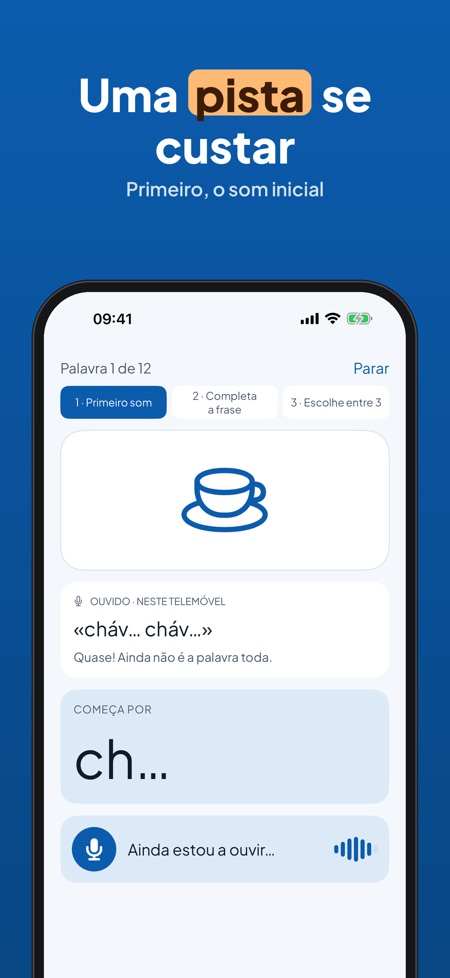 Uma pista se
custar
Primeiro, o som inicial
09:41
Palavra 1 de 12
Parar
1 · Primeiro som
2 · Completa
a frase
3 · Escolhe entre 3
OUVIDO · NESTE TELEMÓVEL
«cháv... cháv...»
Quase! Ainda não é a palavra toda.
COMEÇA POR
ch...
Ainda estou a ouvir...